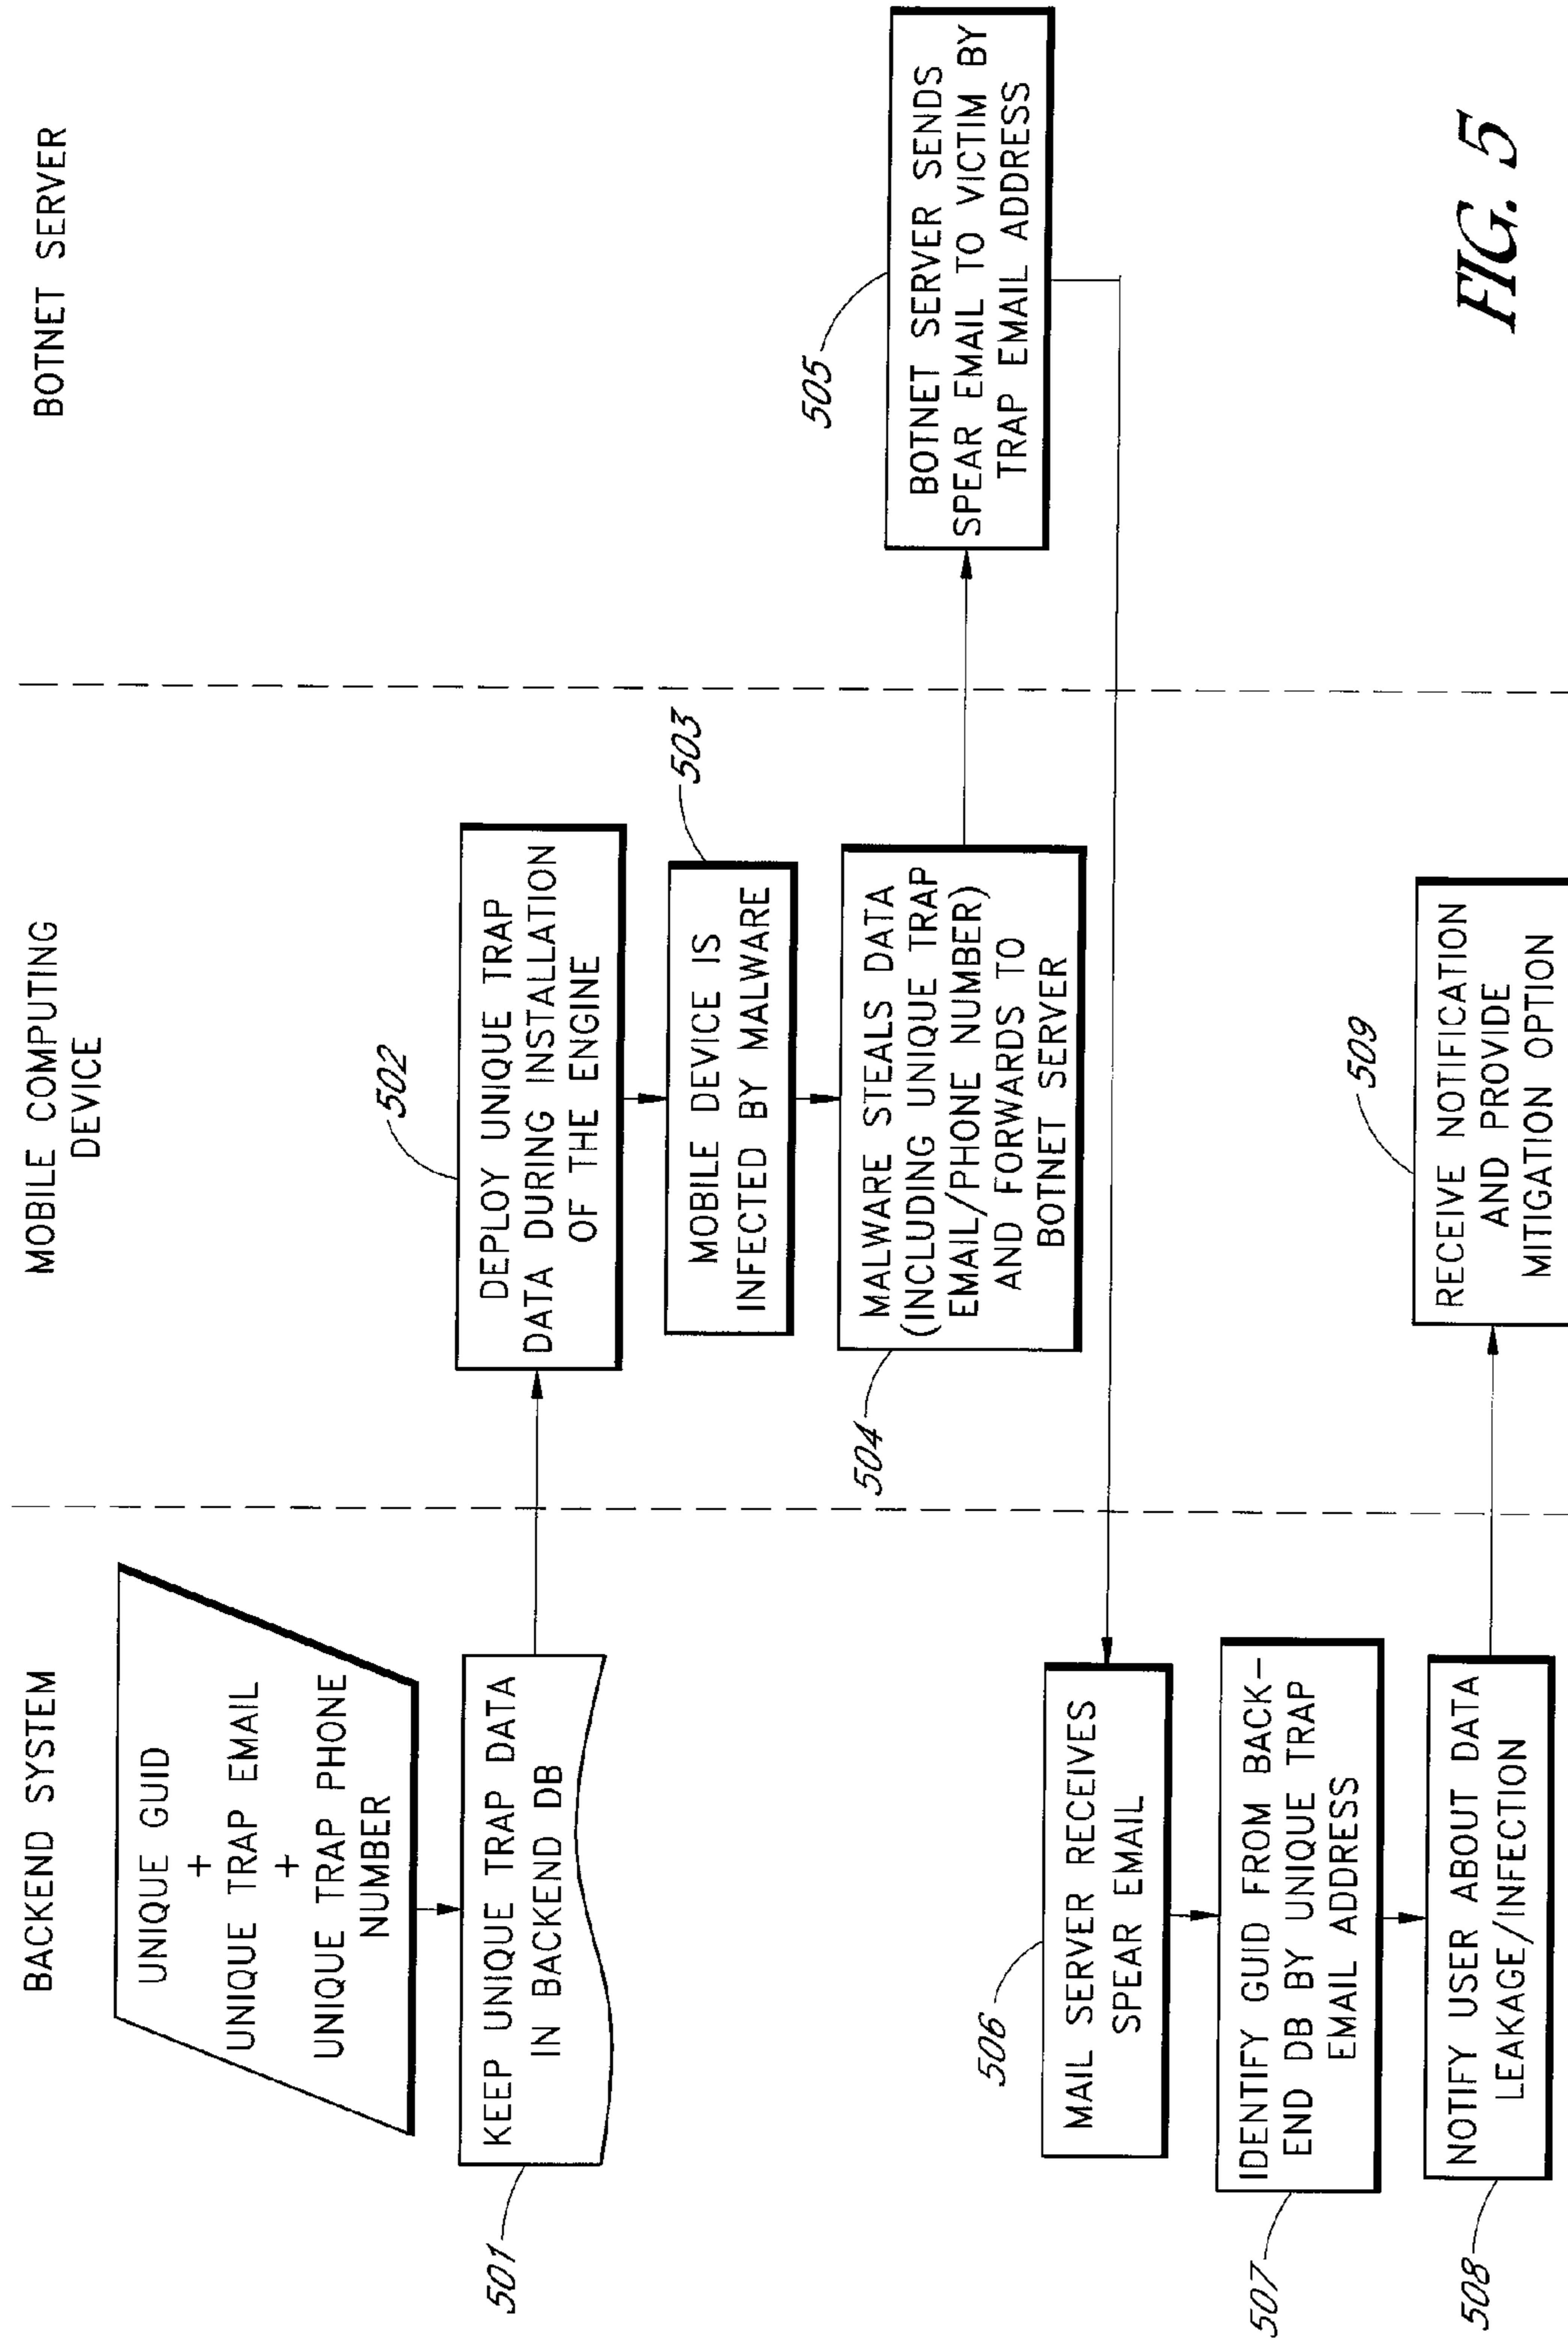 BACKEND SYSTEM
MOBILE COMPUTING
DEVICE
BOTNET SERVER
UNIQUE GUID
+
UNIQUE TRAP EMAIL
+
UNIQUE TRAP PHONE
NUMBER
501
KEEP UNIQUE TRAP DATA
IN BACKEND DB
502
DEPLOY UNIQUE TRAP
DATA DURING INSTALLATION
OF THE ENGINE
503
MOBILE DEVICE IS
INFECTED BY MALWARE
504
MALWARE STEALS DATA
(INCLUDING UNIQUE TRAP
EMAIL/PHONE NUMBER)
AND FORWARDS TO
BOTNET SERVER
505
BOTNET SERVER SENDS
SPEAR EMAIL TO VICTIM BY
TRAP EMAIL ADDRESS
506
MAIL SERVER RECEIVES
SPEAR EMAIL
507
IDENTIFY GUID FROM BACK-
END DB BY UNIQUE TRAP
EMAIL ADDRESS
508
NOTIFY USER ABOUT DATA
LEAKAGE/INFECTION
509
RECEIVE NOTIFICATION
AND PROVIDE
MITIGATION OPTION
FIG. 5